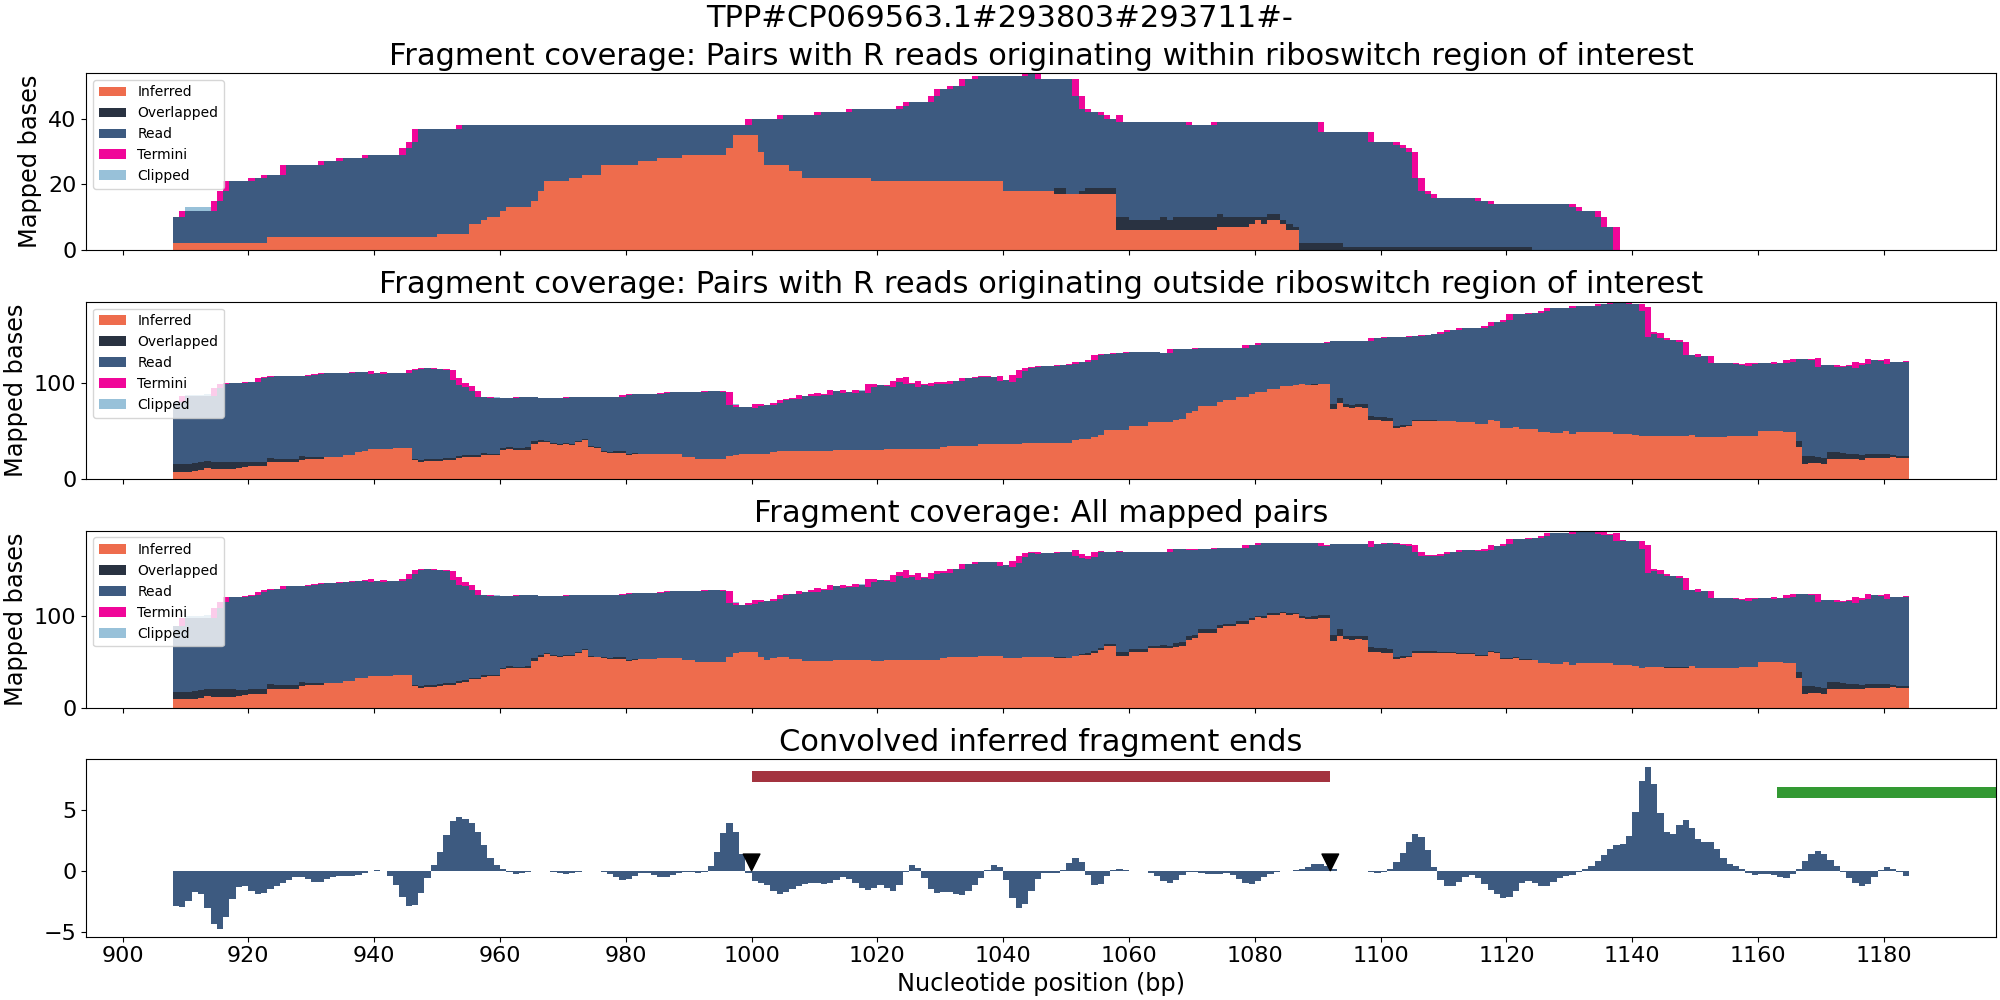 TPP#CP069563.1#293803#293711#-
Fragment coverage: Pairs with R reads originating within riboswitch region of interest
Mapped bases
40
20
0
Inferred
Overlapped
Read
Termini
Clipped
Fragment coverage: Pairs with R reads originating outside riboswitch region of interest
Mapped bases
100
0
Inferred
Overlapped
Read
Termini
Clipped
Fragment coverage: All mapped pairs
Mapped bases
100
0
Inferred
Overlapped
Read
Termini
Clipped
Convolved inferred fragment ends
5
0
−5
900 920 940 960 980 1000 1020 1040 1060 1080 1100 1120 1140 1160 1180
Nucleotide position (bp)